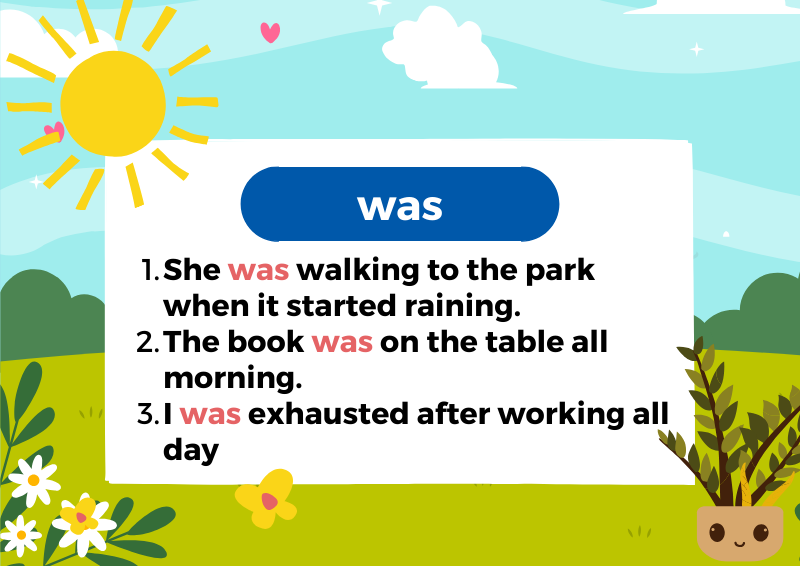 was
1. She was walking to the park
when it started raining.
2. The book was on the table all
morning.
3. I was exhausted after working all
day